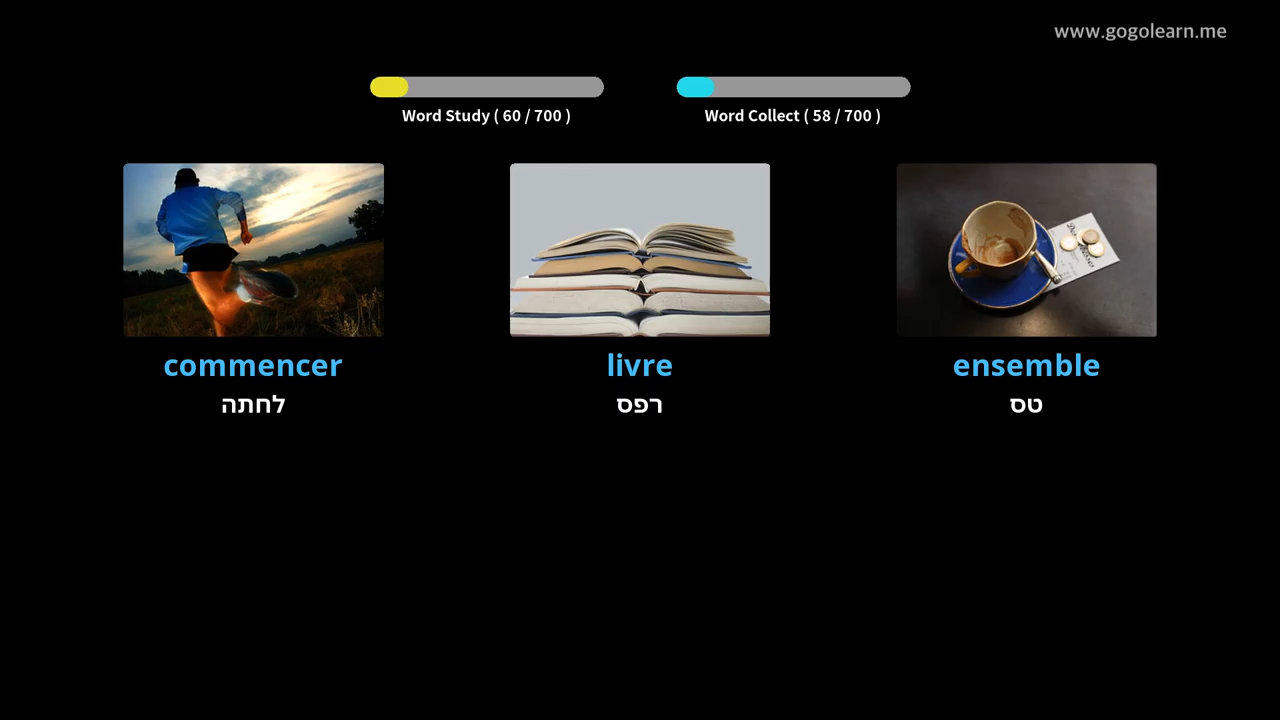 www.gogolearn.me
Word Study ( 60 / 700 )
Word Collect ( 58 / 700 )
commencer
livre
ensemble
לחתה
רפס
טס